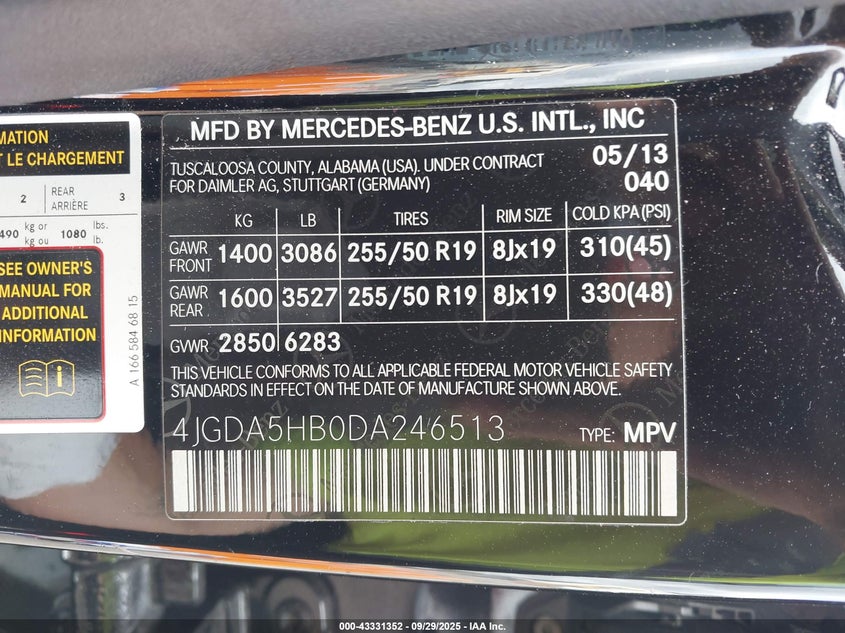 MATION
T LE CHARGEMENT
2 REAR ARRIÈRE 3
490 kg or kg ou 1080 lbs. lb.
SEE OWNER'S
MANUAL FOR
ADDITIONAL
INFORMATION
A 166 584 68 15
MFD BY MERCEDES-BENZ U.S. INTL., INC
TUSCALOOSA COUNTY, ALABAMA (USA). UNDER CONTRACT 05/13
FOR DAIMLER AG, STUTTGART (GERMANY) 040
KG LB TIRES RIM SIZE COLD KPA(PSI)
GAWR FRONT 1400 3086 255/50 R19 8Jx19 310(45)
GAWR REAR 1600 3527 255/50 R19 8Jx19 330(48)
GVWR 2850 6283
THIS VEHICLE CONFORMS TO ALL APPLICABLE FEDERAL MOTOR VEHICLE SAFETY
STANDARDS IN EFFECT ON THE DATE OF MANUFACTURE SHOWN ABOVE.
4JGDA5HB0DA246513 TYPE: MPV
000-43331352 - 09/29/2025 - IAA Inc.